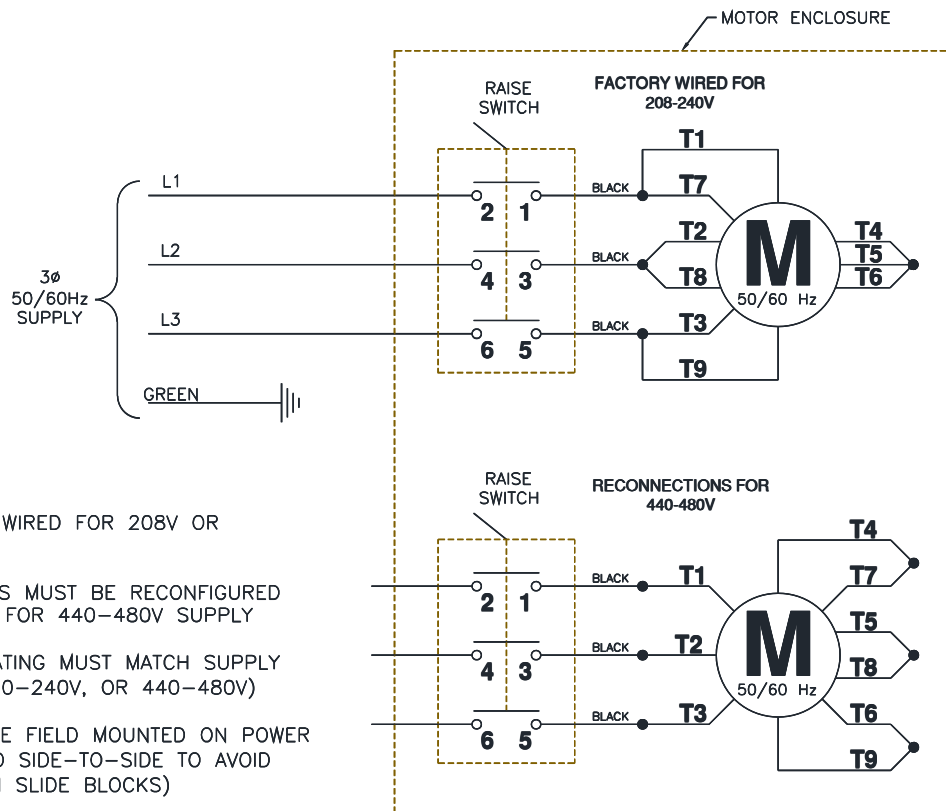 MOTOR ENCLOSURE
RAISE
SWITCH
FACTORY WIRED FOR
208-240V
T1
L1
BLACK
T7
2 1
L2
BLACK
T2
T8
4 3
M
50/60 Hz
T4
T5
T6
3ø
50/60Hz
SUPPLY
L3
BLACK
T3
6 5
T9
GREEN
RAISE
SWITCH
RECONNECTIONS FOR
440-480V
WIRED FOR 208V OR
S MUST BE RECONFIGURED
FOR 440-480V SUPPLY
ATING MUST MATCH SUPPLY
0-240V, OR 440-480V)
E FIELD MOUNTED ON POWER
SIDE-TO-SIDE TO AVOID
SLIDE BLOCKS)
BLACK
T1
2 1
BLACK
T2
4 3
BLACK
T3
6 5
M
50/60 Hz
T4
T7
T5
T8
T6
T9